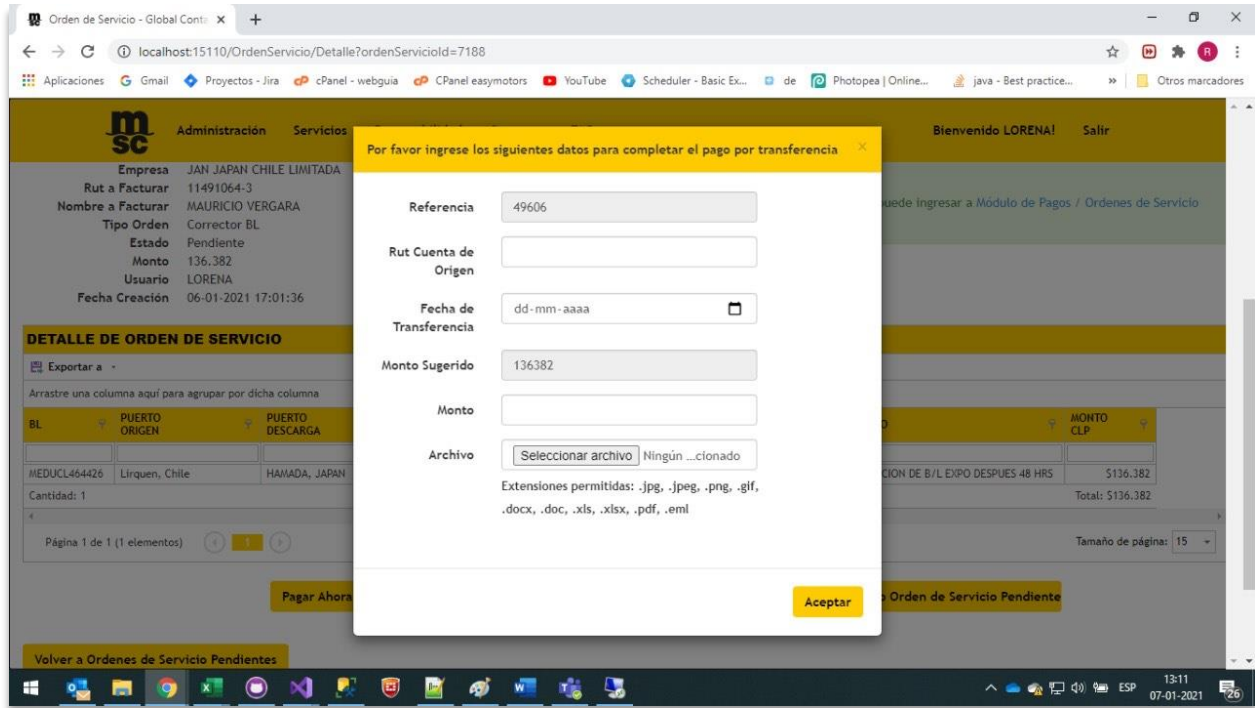 Orden de Servicio - Global Conta
localhost:15110/OrdenServicio/Detalle?ordenServicioId=7188
Aplicaciones Gmail Proyectos - Jira cPanel - webguia CPanel easymotors YouTube Scheduler - Basic Ex... de Photopea | Online... java - Best practice... » Otros marcadores
msc Administración Servicios Bienvenido LORENA! Salir
Por favor ingrese los siguientes datos para completar el pago por transferencia
Empresa JAN JAPAN CHILE LIMITADA
Rut a Facturar 11491064-3
Nombre a Facturar MAURICIO VERGARA
Tipo Orden Corrector BL
Estado Pendiente
Monto 136.382
Usuario LORENA
Fecha Creación 06-01-2021 17:01:36
puede ingresar a Módulo de Pagos / Ordenes de Servicio
Referencia 49606
Rut Cuenta de
Origen
Fecha de dd-mm-aaaa
Transferencia
Monto Sugerido 136382
Monto
Archivo Seleccionar archivo Ningún ...cionado
Extensiones permitidas: .jpg, .jpeg, .png, .gif,
.docx, .doc, .xls, .xlsx, .pdf, .eml
Aceptar
DETALLE DE ORDEN DE SERVICIO
Exportar a
Arrastre una columna aquí para agrupar por dicha columna
BL PUERTO ORIGEN PUERTO DESCARGA MONTO CLP
MEDUCL464426 Lirquen, Chile HAMADA, JAPAN CION DE B/L EXPO DESPUES 48 HRS $136.382
Cantidad: 1 Total: $136.382
Página 1 de 1 (1 elementos) 1 Tamaño de página: 15
Pagar Ahora Orden de Servicio Pendiente
Volver a Ordenes de Servicio Pendientes
ESP 13:11
07-01-2021 26